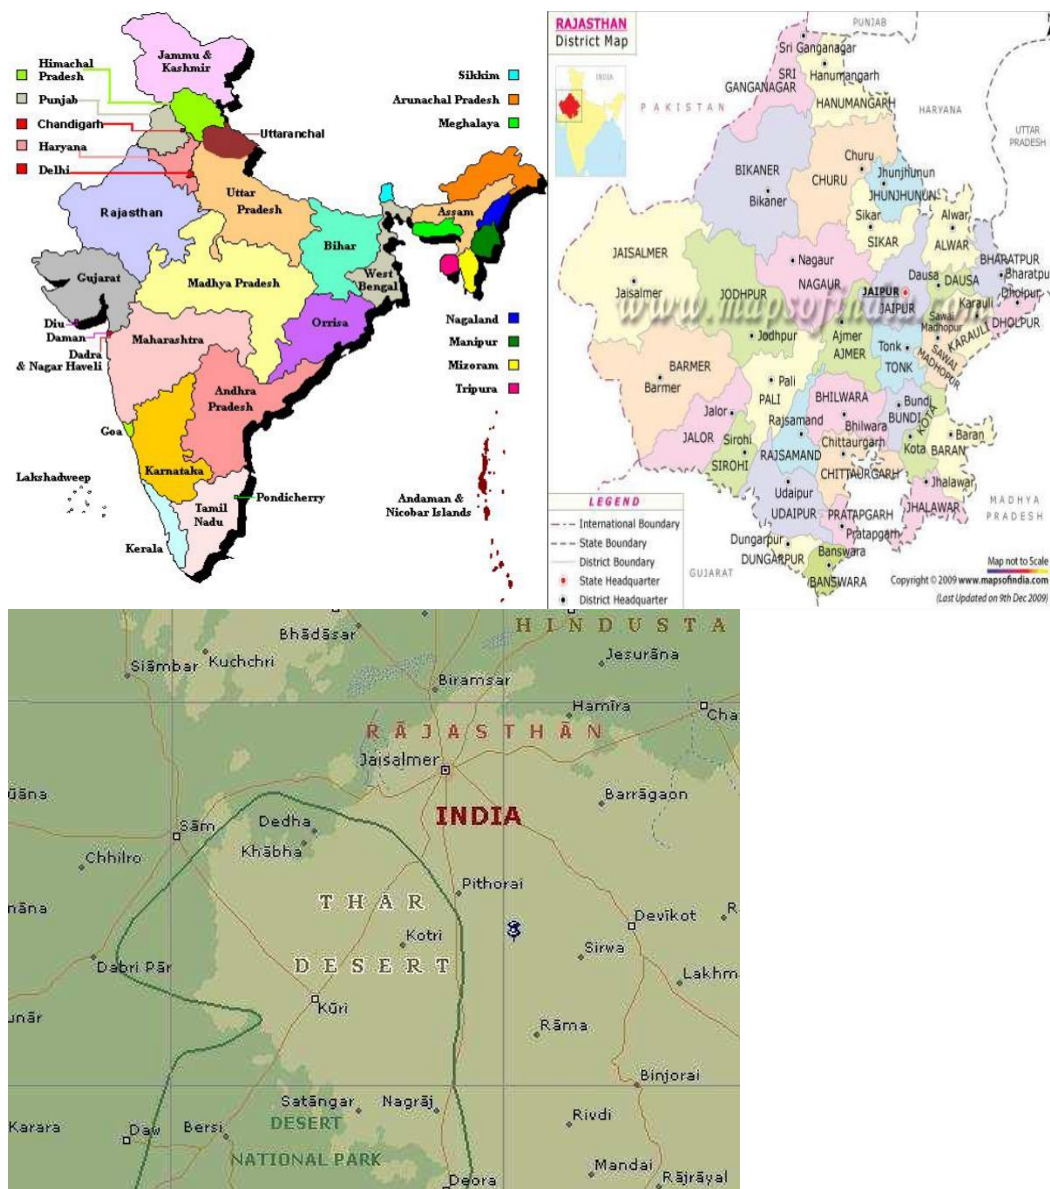 Jammu &
Kashmir
Himachal
Pradesh
Punjab
Chandigarh
Haryana
Delhi
Uttaranchal
Sikkim
Arunachal Pradesh
Meghalaya
Rajasthan
Uttar
Pradesh
Assam
Bihar
Gujarat
Madhya Pradesh
West
Bengal
Diu
Daman
Dadra
& Nagar Haveli
Maharashtra
Orrisa
Nagaland
Manipur
Mizoram
Tripura
Andhra
Pradesh
Goa
Karnataka
Lakshadweep
Pondicherry
Tamil
Nadu
Kerala
Andaman &
Nicobar Islands
RAJASTHAN
District Map
INDIA
PUNJAB
PAKISTAN
HARYANA
UTTAR
PRADESH
Sri Ganganagar
SRI
GANGANAGAR
Hanumangarh
HANUMANGARH
BIKANER
Bikaner
Churu
CHURU
Jhunjhunun
JHUNJHUNUN
Sikar
SIKAR
Alwar
ALWAR
BHARATPUR
Bharatpu
JAISALMER
Jaisalmer
JODHPUR
Jodhpur
Nagaur
NAGAUR
JAIPUR
JAIPUR
Dausa
DAUSA
Karauli
KARAULI
Dholpur
DHOLPUR
www.mapsofindia.com
Sawai
Madhopur
SAWAI
MADHOPUR
Ajmer
AJMER
Tonk
TONK
BARMER
Barmer
Pali
PALI
BHILWARA
Bhilwara
Bundi
BUNDI
KOTA
Kota
Baran
BARAN
Jalor
JALOR
Sirohi
SIROHI
Rajsamand
RAJSAMAND
Chittaurgarh
CHITTAURGARH
Jhalawar
JHALAWAR
Udaipur
UDAIPUR
PRATAPGARH
Pratapgarh
Dungarpur
DUNGARPUR
Banswara
BANSWARA
MADHYA
PRADESH
GUJARAT
LEGEND
International Boundary
State Boundary
District Boundary
State Headquarter
District Headquarter
Map not to Scale
Copyright © 2009 www.mapsofindia.com
(Last Updated on 9th Dec 2009)
HINDUSTA
Bhādāsar
Kuchchri
Siāmbar
Biramsar
Jesurāna
Hamīra
Cha
RĀJASTHĀN
Jaisalmer
ūāna
INDIA
Barrāgaon
Sām
Dedha
Khābha
Chhilro
THAR
Pithorai
nāna
Devīkot
R
Kotri
Sirwa
Dabri Pār
DESERT
Lakhm
Kūri
unār
Rāma
Binjorai
Satāngar
Nagrāj
DESERT
NATIONAL PARK
Rivdi
Karara
Daw
Bersi
Deora
Mandai
Rājrāyal